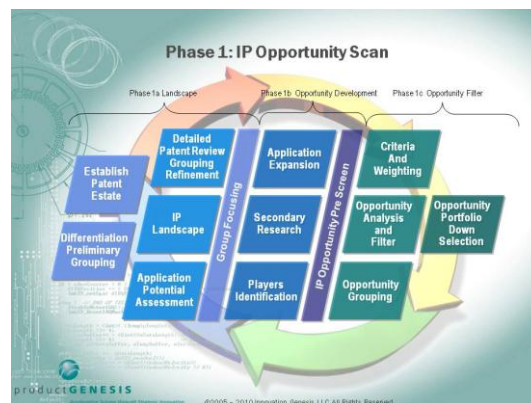 Phase 1: IP Opportunity Scan
Phase 1a Landscape
Phase 1b Opportunity Development
Phase 1c Opportunity Filter
Establish
Patent
Estate
Differentiation
Preliminary
Grouping
Detailed
Patent Review
Grouping
Refinement
IP
Landscape
Application
Potential
Assessment
Group Focusing
Application
Expansion
Secondary
Research
Players
Identification
IP Opportunity Pre Screen
Criteria
And
Weighting
Opportunity
Analysis
and
Filter
Opportunity
Grouping
Opportunity
Portfolio
Down
Selection
productGENESIS
©2005 – 2010 Innovation Genesis, LLC All Rights Reserved